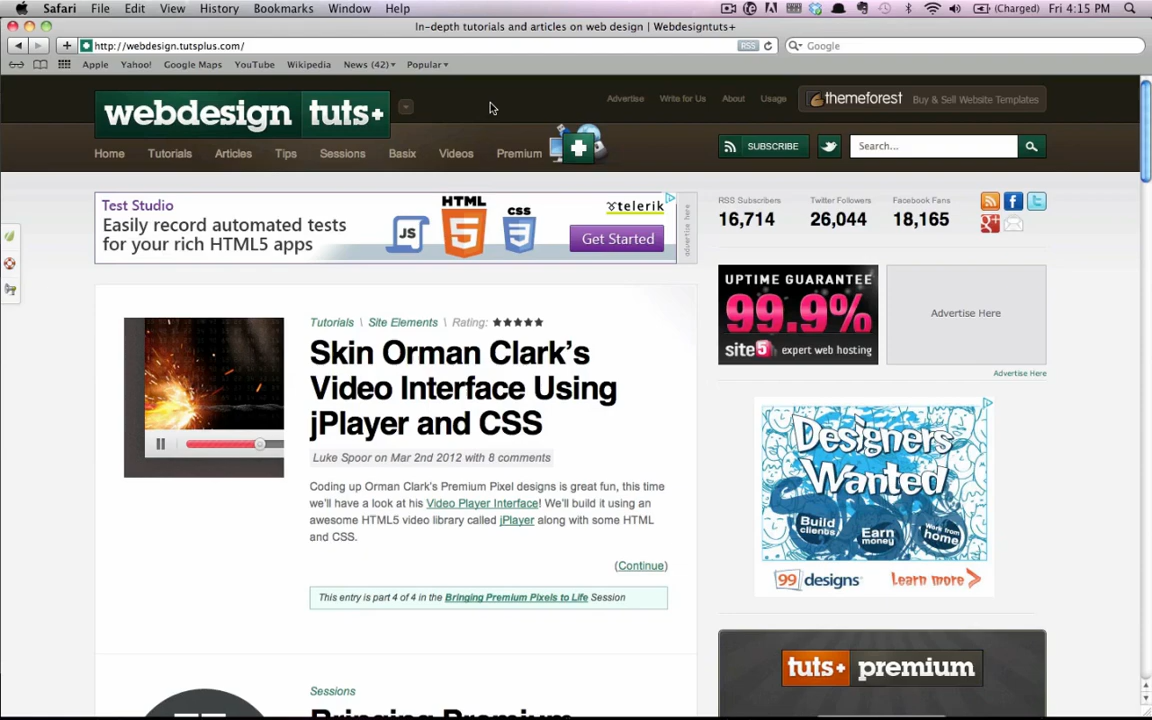 Safari File Edit View History Bookmarks Window Help (Charged) Fri 4:15 PM
In-depth tutorials and articles on web design | Webdesigntuts+
http://webdesign.tutsplus.com/ RSS Google
Apple Yahoo! Google Maps YouTube Wikipedia News (42) Popular
Advertise Write for Us About Usage themeforest Buy & Sell Website Templates
webdesign tuts+
Home Tutorials Articles Tips Sessions Basix Videos Premium
SUBSCRIBE Search...
Test Studio
Easily record automated tests
for your rich HTML5 apps
JS
HTML
5
CSS
3
telerik
Get Started
advertise here
RSS Subscribers Twitter Followers Facebook Fans
16,714 26,044 18,165
UPTIME GUARANTEE
99.9%
site5 expert web hosting
Advertise Here
Advertise Here
Tutorials \ Site Elements \ Rating: ★★★★★
Skin Orman Clark's
Video Interface Using
jPlayer and CSS
Luke Spoor on Mar 2nd 2012 with 8 comments
Coding up Orman Clark's Premium Pixel designs is great fun, this time
we'll have a look at his Video Player Interface! We'll build it using an
awesome HTML5 video library called jPlayer along with some HTML
and CSS.
(Continue)
This entry is part 4 of 4 in the Bringing Premium Pixels to Life Session
Designers
Wanted
Build
clients
Earn
money
Work from
home
99designs Learn more >
tuts+ premium
Sessions
Bringing Premium